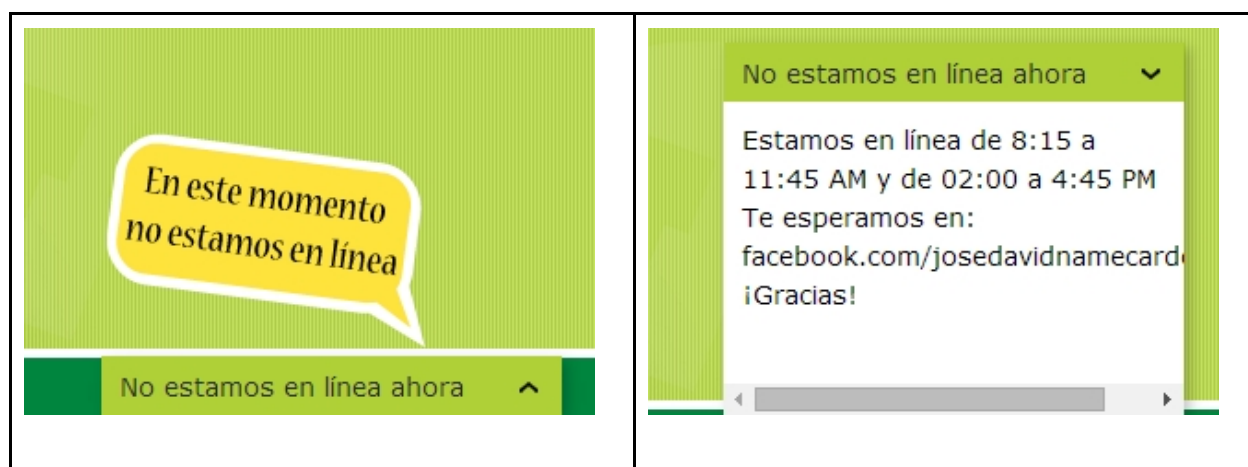 En este momento
no estamos en línea
No estamos en línea ahora
No estamos en línea ahora
Estamos en línea de 8:15 a
11:45 AM y de 02:00 a 4:45 PM
Te esperamos en:
facebook.com/josedavidnamecard
¡Gracias!